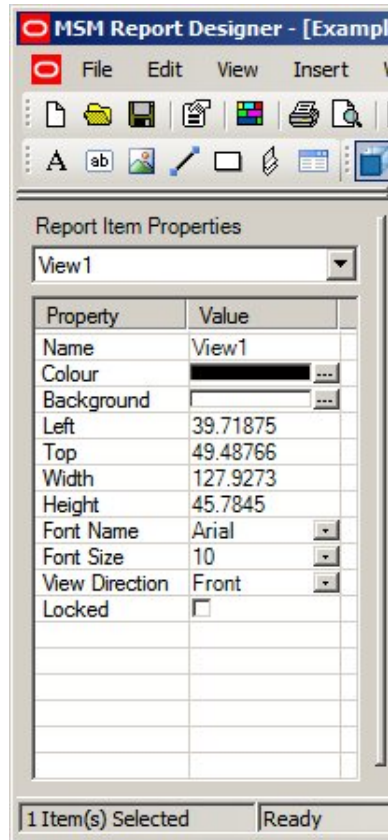 MSM Report Designer - [Exampl
File Edit View Insert
A ab
Report Item Properties
View1
Property Value
Name View1
Colour ...
Background ...
Left 39.71875
Top 49.48766
Width 127.9273
Height 45.7845
Font Name Arial
Font Size 10
View Direction Front
Locked
1 Item(s) Selected Ready